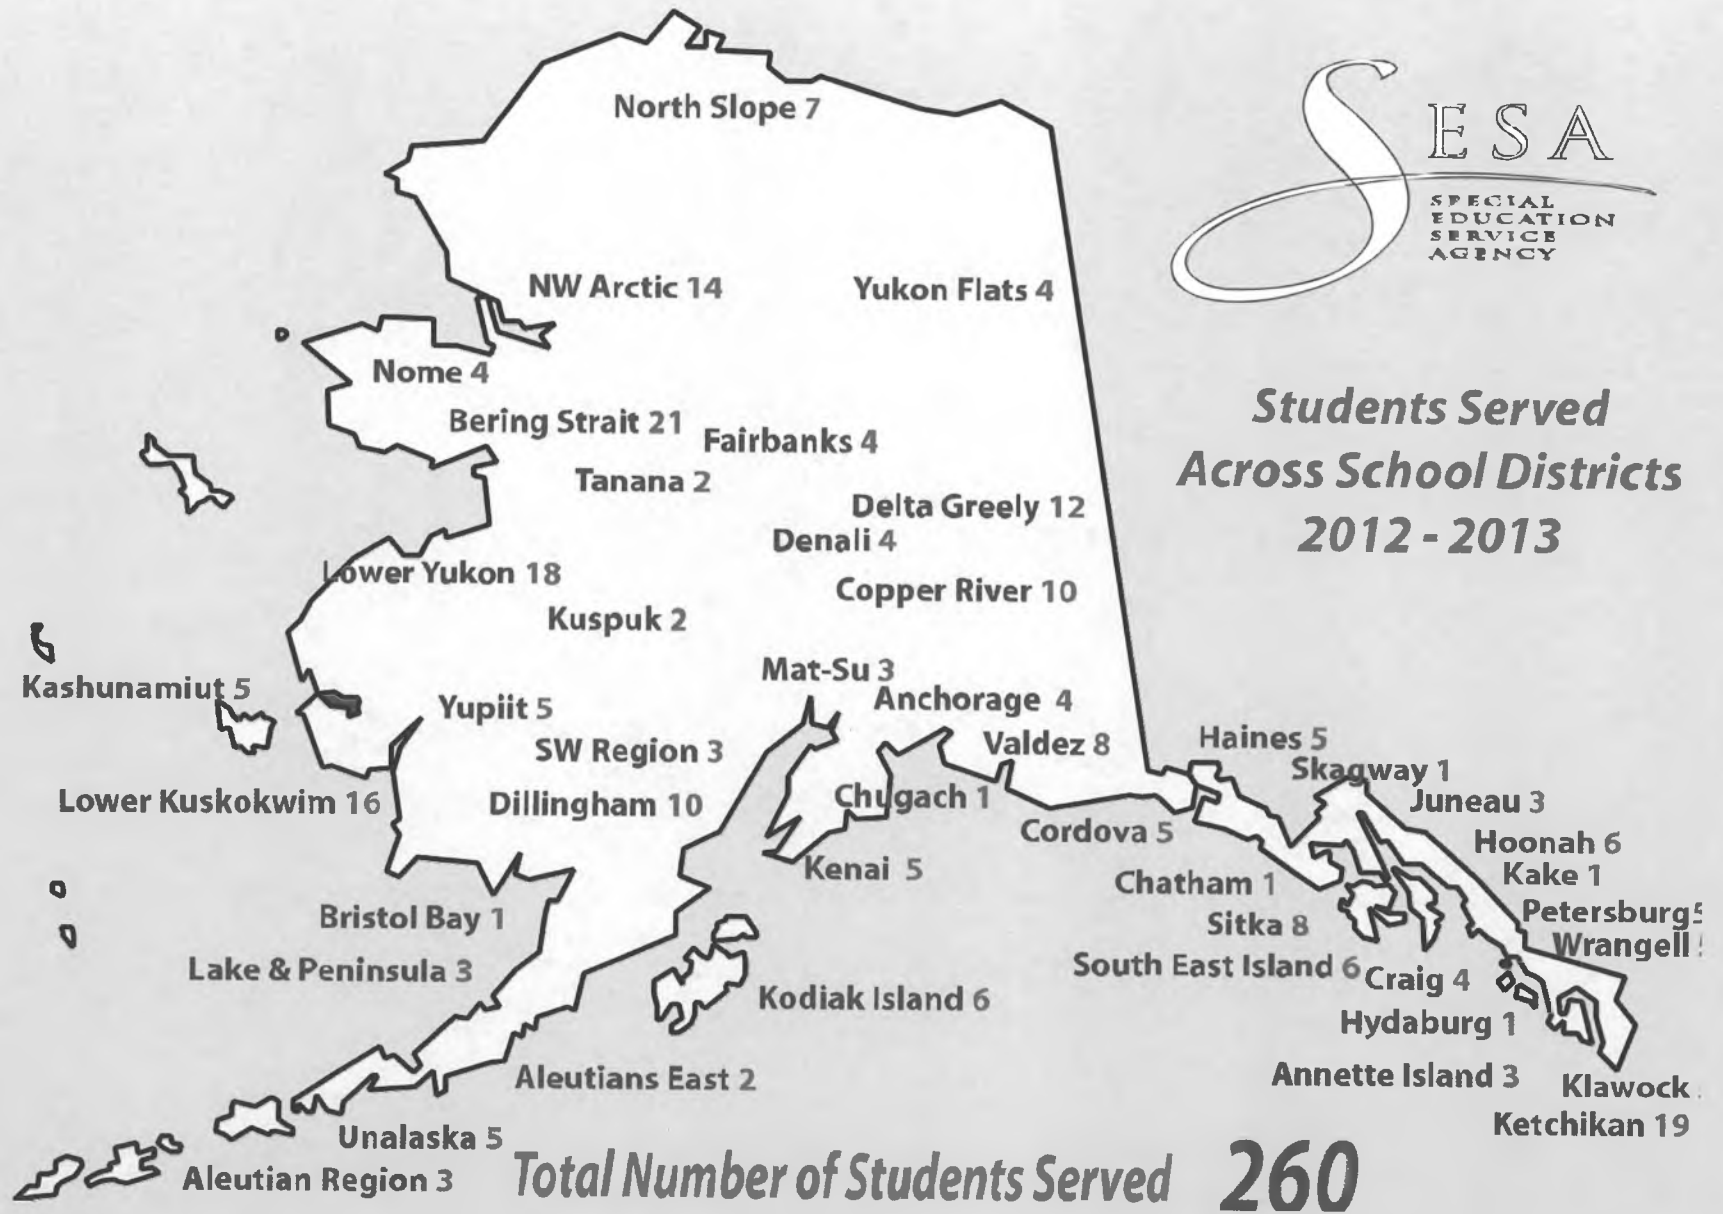 North Slope 7
SESA
SPECIAL
EDUCATION
SERVICE
AGENCY
NW Arctic 14
Yukon Flats 4
Nome 4
Bering Strait 21
Fairbanks 4
Tanana 2
Students Served
Across School Districts
2012 - 2013
Delta Greely 12
Denali 4
Lower Yukon 18
Copper River 10
Kuspuk 2
Mat-Su 3
Kashunamiut 5
Anchorage 4
Yupiit 5
SW Region 3
Valdez 8
Haines 5
Skagway 1
Lower Kuskokwim 16
Dillingham 10
Chugach 1
Juneau 3
Cordova 5
Hoonah 6
Kenai 5
Kake 1
Chatham 1
Petersburg
Bristol Bay 1
Sitka 8
Wrangell
Lake & Peninsula 3
South East Island 6
Craig 4
Kodiak Island 6
Hydaburg 1
Aleutians East 2
Annette Island 3
Klawock
Ketchikan 19
Unalaska 5
Aleutian Region 3
Total Number of Students Served 260